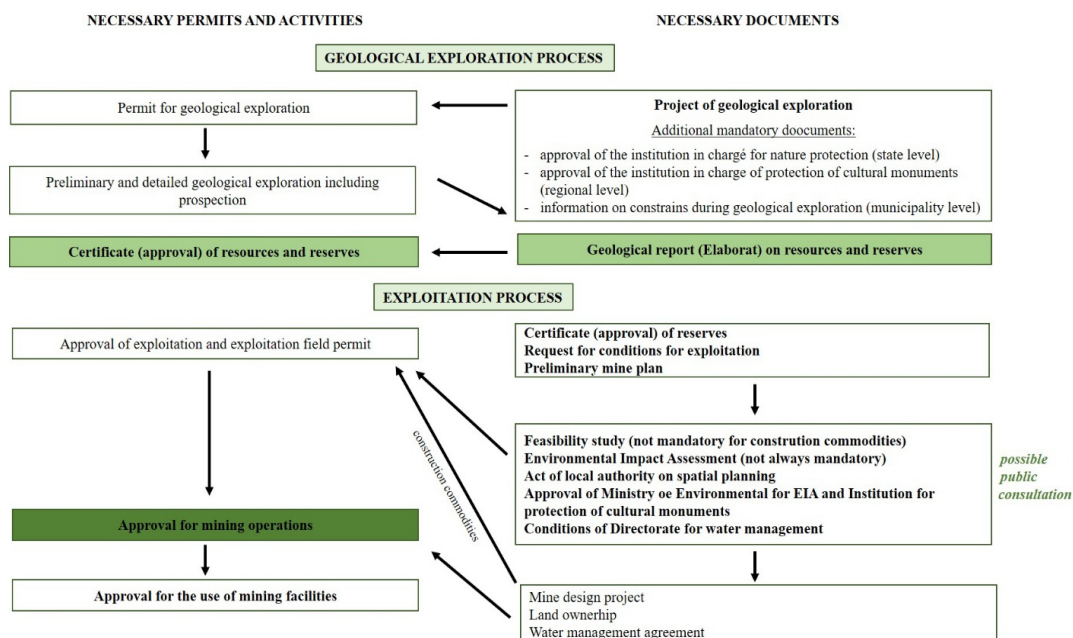 NECESSARY PERMITS AND ACTIVITIES
NECESSARY DOCUMENTS
GEOLOGICAL EXPLORATION PROCESS
Permit for geological exploration
Project of geological exploration
Additional mandatory doocuments:
- approval of the institution in chargé for nature protection (state level)
- approval of the institution in charge of protection of cultural monuments
(regional level)
- information on constrains during geological exploration (municipality level)
Preliminary and detailed geological exploration including
prospection
Certificate (approval) of resources and reserves
Geological report (Elaborat) on resources and reserves
EXPLOITATION PROCESS
Approval of exploitation and exploitation field permit
Certificate (approval) of reserves
Request for conditions for exploitation
Preliminary mine plan
construction commodities
Feasibility study (not mandatory for constrution commodities)
Environmental Impact Assessment (not always mandatory)
Act of local authority on spatial planning
Approval of Ministry oe Environmental for EIA and Institution for
protection of cultural monuments
Conditions of Directorate for water management
possible
public
consultation
Approval for mining operations
Approval for the use of mining facilities
Mine design project
Land ownerhip
Water management agreement